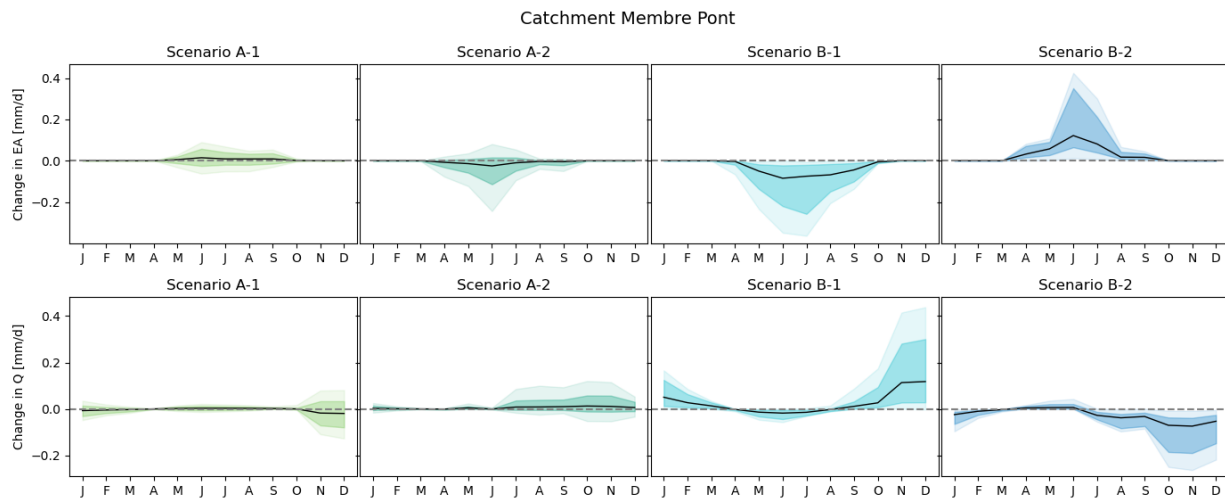 Catchment Membre Pont
Scenario A-1 Scenario A-2 Scenario B-1 Scenario B-2
Change in EA [mm/d]
0.4
0.2
0.0
−0.2
J F M A M J J A S O N D J F M A M J J A S O N D J F M A M J J A S O N D J F M A M J J A S O N D
Scenario A-1 Scenario A-2 Scenario B-1 Scenario B-2
Change in Q [mm/d]
0.4
0.2
0.0
−0.2
J F M A M J J A S O N D J F M A M J J A S O N D J F M A M J J A S O N D J F M A M J J A S O N D